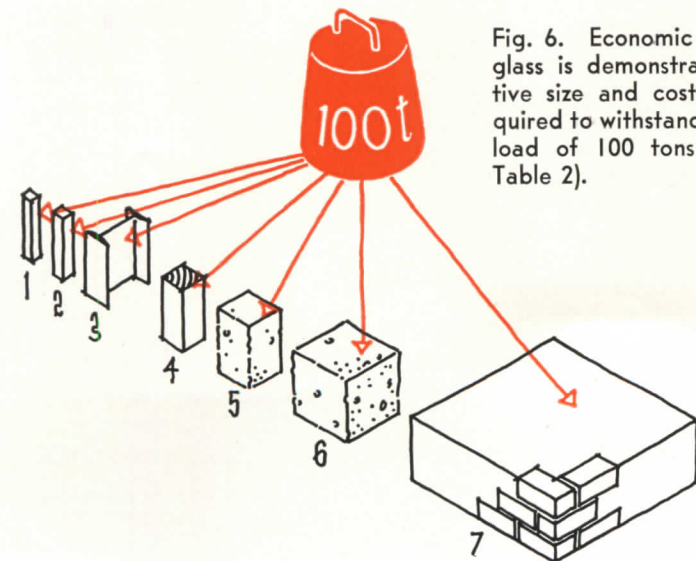 Fig. 6. Economic
glass is demonstra
tive size and cost
quired to withstand
load of 100 tons
Table 2).
100t
1
2
3
4
5
6
7